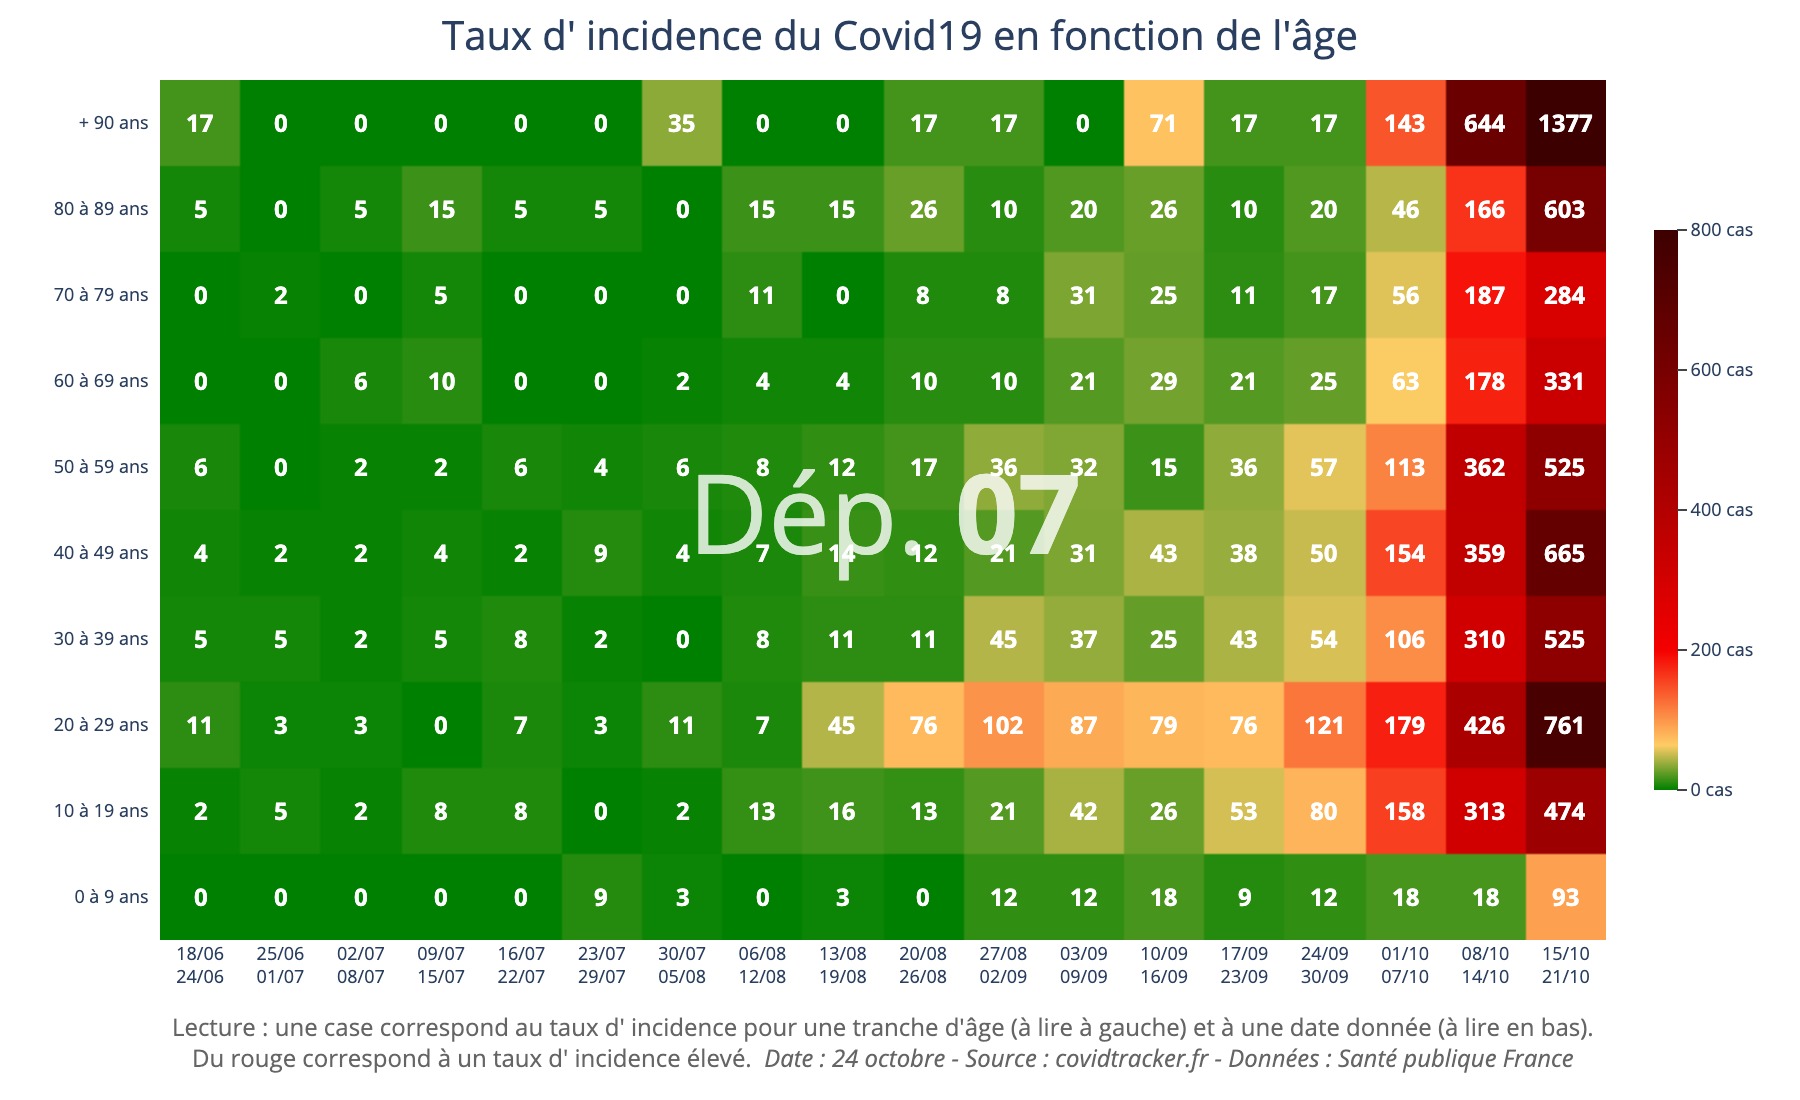 Taux d' incidence du Covid19 en fonction de l'âge
+ 90 ans 17 0 0 0 0 0 35 0 0 17 17 0 71 17 17 143 644 1377
80 à 89 ans 5 0 5 15 5 5 0 15 15 26 10 20 26 10 20 46 166 603
70 à 79 ans 0 2 0 5 0 0 0 11 0 8 8 31 25 11 17 56 187 284
60 à 69 ans 0 0 6 10 0 0 2 4 4 10 10 21 29 21 25 63 178 331
50 à 59 ans 6 0 2 2 6 4 6 8 12 17 36 32 15 36 57 113 362 525
Dép. 07
40 à 49 ans 4 2 2 4 2 9 4 7 14 12 21 31 43 38 50 154 359 665
30 à 39 ans 5 5 2 5 8 2 0 8 11 11 45 37 25 43 54 106 310 525
20 à 29 ans 11 3 3 0 7 3 11 7 45 76 102 87 79 76 121 179 426 761
10 à 19 ans 2 5 2 8 8 0 2 13 16 13 21 42 26 53 80 158 313 474
0 à 9 ans 0 0 0 0 0 9 3 0 3 0 12 12 18 9 12 18 18 93
18/06 25/06 02/07 09/07 16/07 23/07 30/07 06/08 13/08 20/08 27/08 03/09 10/09 17/09 24/09 01/10 08/10 15/10
24/06 01/07 08/07 15/07 22/07 29/07 05/08 12/08 19/08 26/08 02/09 09/09 16/09 23/09 30/09 07/10 14/10 21/10
800 cas
600 cas
400 cas
200 cas
0 cas
Lecture : une case correspond au taux d' incidence pour une tranche d'âge (à lire à gauche) et à une date donnée (à lire en bas).
Du rouge correspond à un taux d' incidence élevé. Date : 24 octobre - Source : covidtracker.fr - Données : Santé publique France